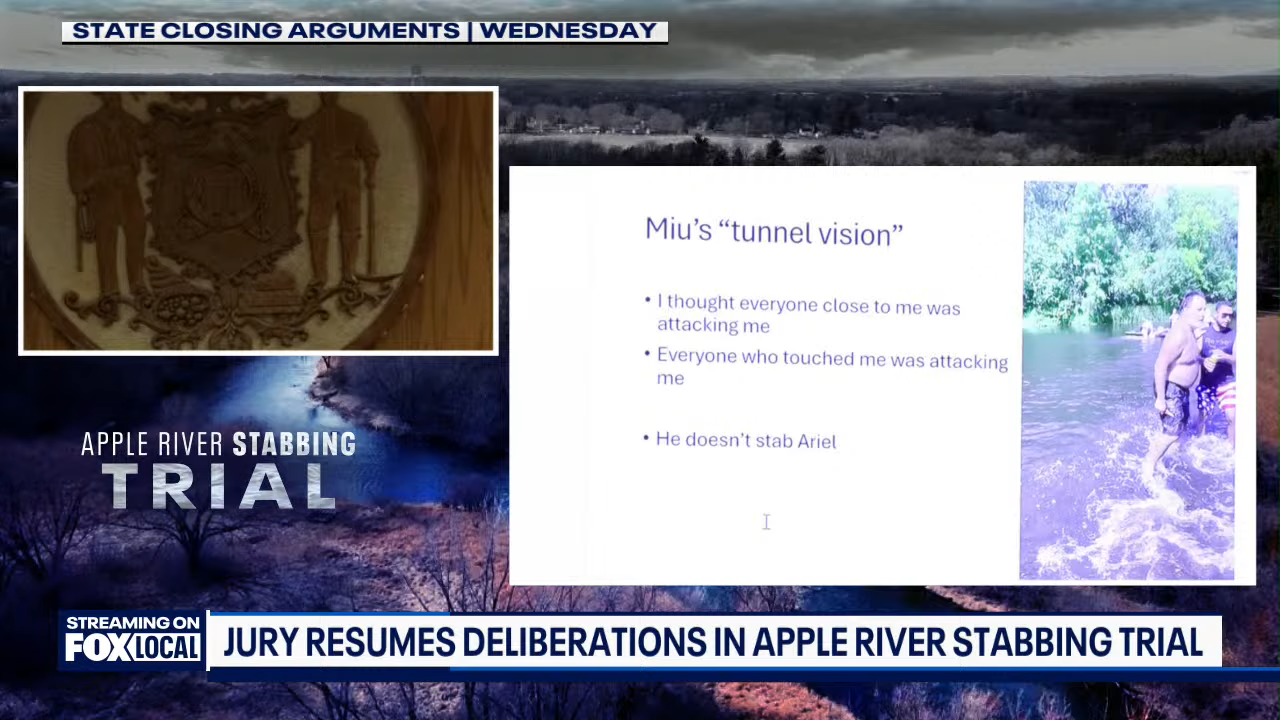 STATE CLOSING ARGUMENTS | WEDNESDAY
Miu's “tunnel vision”
• I thought everyone close to me was
attacking me
• Everyone who touched me was attacking
me
• He doesn't stab Ariel
APPLE RIVER STABBING
TRIAL
STREAMING ON
FOX LOCAL
JURY RESUMES DELIBERATIONS IN APPLE RIVER STABBING TRIAL